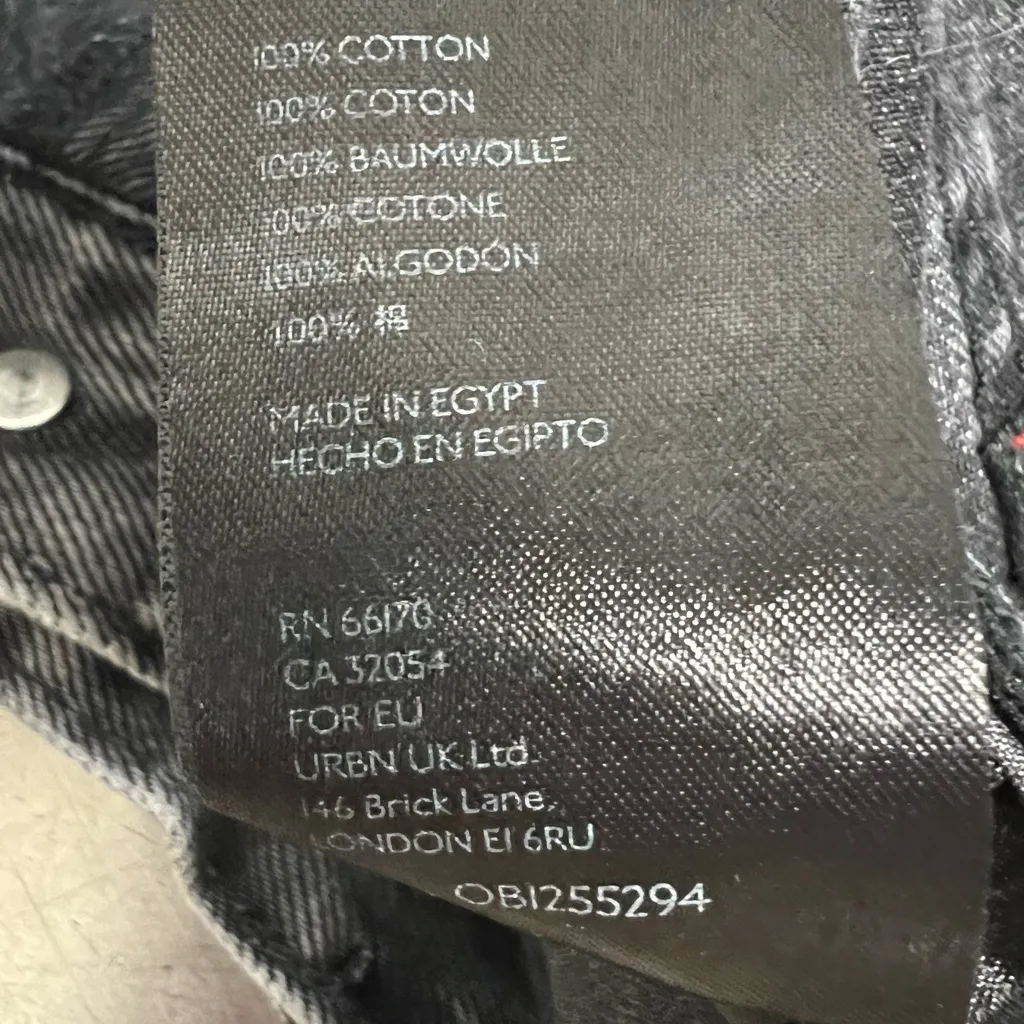 100% COTTON
100% COTON
100% BAUMWOLLE
100% COTONE
100% ALGODÓN
100% 棉
MADE IN EGYPT
HECHO EN EGIPTO
RN 66170
CA 32054
FOR EU
URBN UK Ltd.
146 Brick Lane,
LONDON E1 6RU
OB1255294